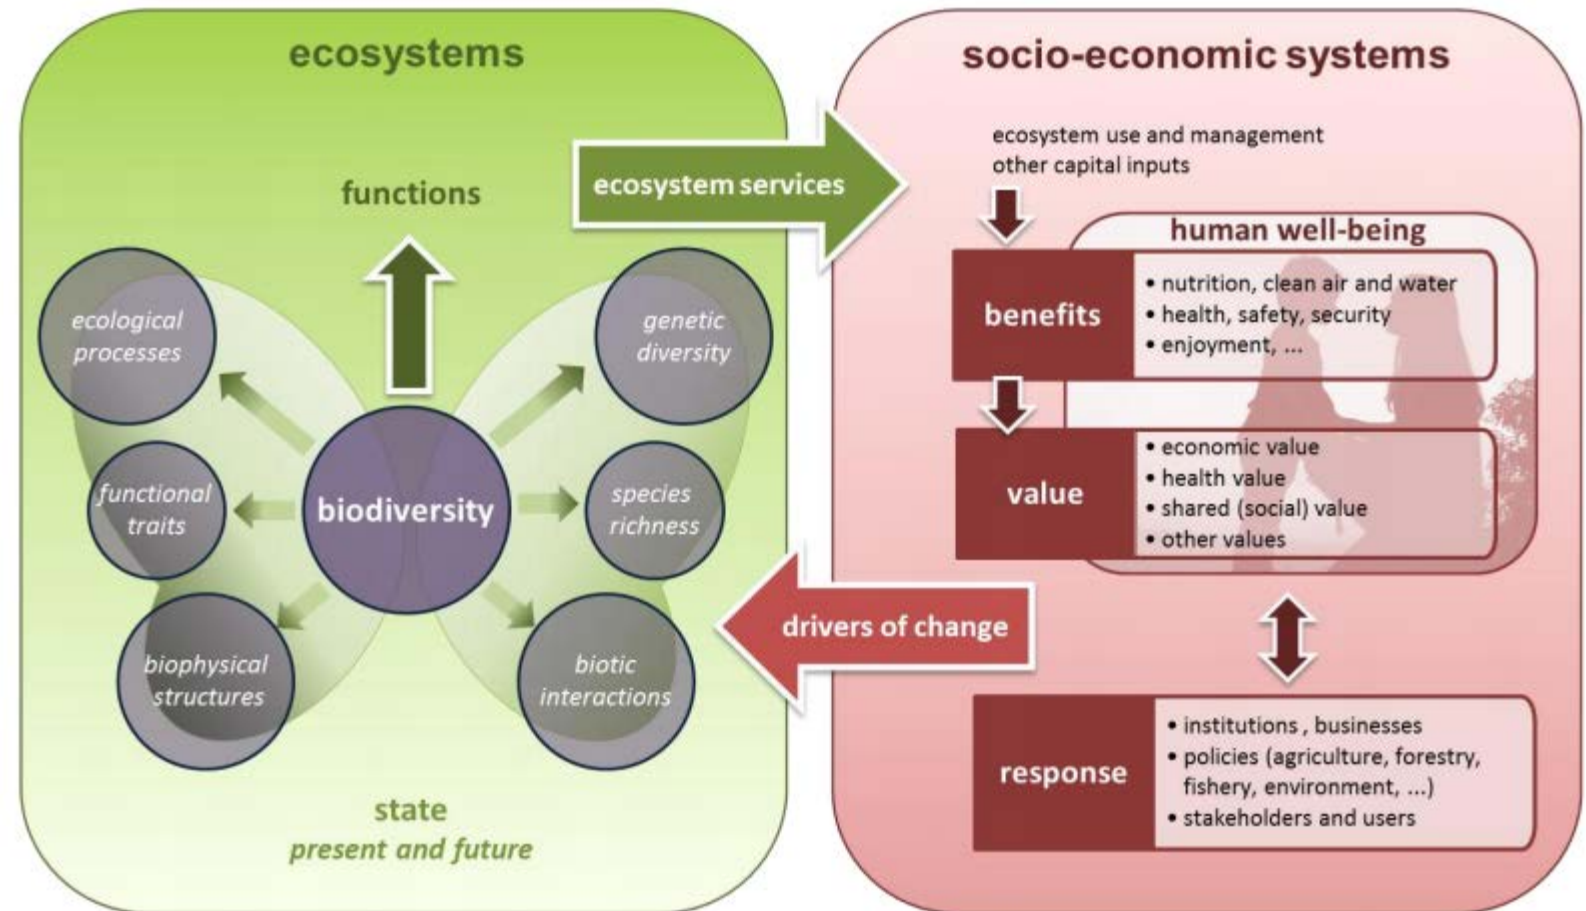 ecosystems
functions
ecosystem services
ecological
processes
genetic
diversity
functional
traits
biodiversity
species
richness
biophysical
structures
biotic
interactions
state
present and future
drivers of change
socio-economic systems
ecosystem use and management
other capital inputs
human well-being
benefits
• nutrition, clean air and water
• health, safety, security
• enjoyment, ...
value
• economic value
• health value
• shared (social) value
• other values
response
• institutions , businesses
• policies (agriculture, forestry,
fishery, environment, ...)
• stakeholders and users